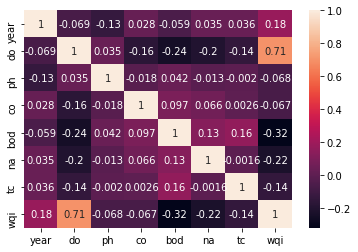 year 1 -0.069 -0.13 0.028 -0.059 0.035 0.036 0.18
do -0.069 1 0.035 -0.16 -0.24 -0.2 -0.14 0.71
ph -0.13 0.035 1 -0.018 0.042 -0.013 -0.002 -0.068
co 0.028 -0.16 -0.018 1 0.097 0.066 0.0026 -0.067
bod -0.059 -0.24 0.042 0.097 1 0.13 0.16 -0.32
na 0.035 -0.2 -0.013 0.066 0.13 1 -0.0016 -0.22
tc 0.036 -0.14 -0.002 0.0026 0.16 -0.0016 1 -0.14
wqi 0.18 0.71 -0.068 -0.067 -0.32 -0.22 -0.14 1
year do ph co bod na tc wqi
1.0
0.8
0.6
0.4
0.2
0.0
-0.2